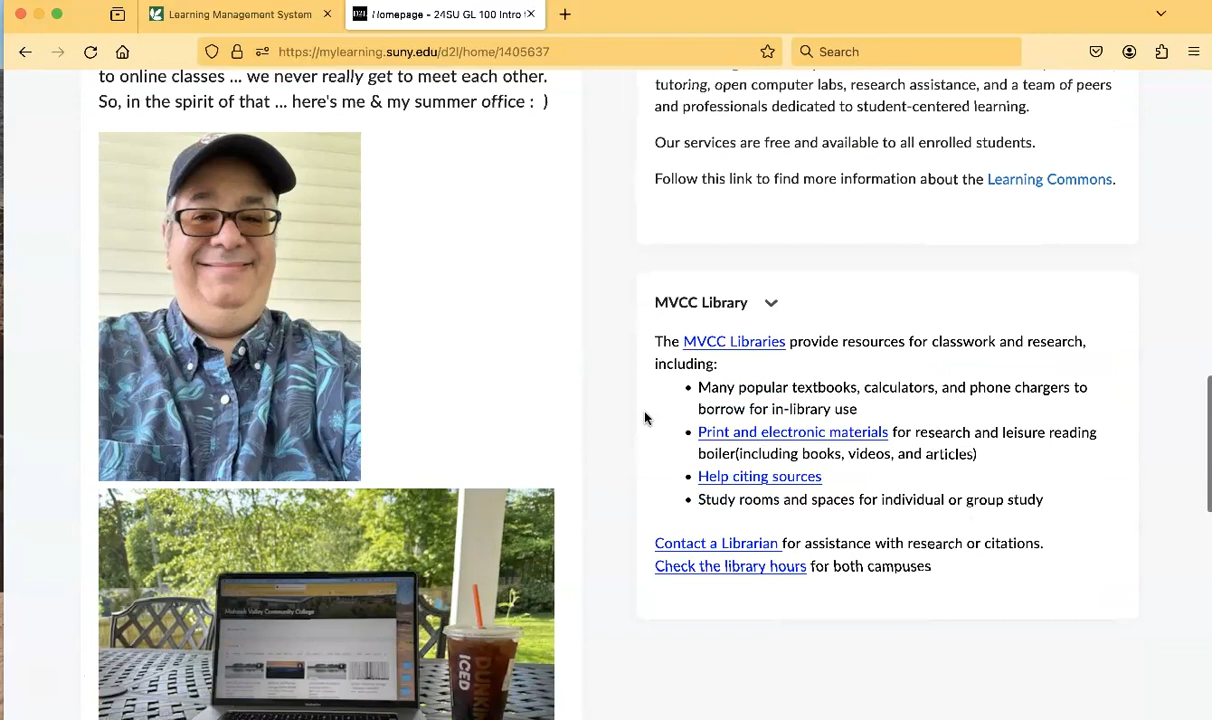 Learning Management System
Homepage - 24SU GL 100 Intro
https://mylearning.suny.edu/d2l/home/1405637
Search
to online classes ... we never really get to meet each other.
So, in the spirit of that ... here's me & my summer office : )
tutoring, open computer labs, research assistance, and a team of peers
and professionals dedicated to student-centered learning.
Our services are free and available to all enrolled students.
Follow this link to find more information about the Learning Commons.
MVCC Library
The MVCC Libraries provide resources for classwork and research,
including:
• Many popular textbooks, calculators, and phone chargers to
borrow for in-library use
• Print and electronic materials for research and leisure reading
boiler(including books, videos, and articles)
• Help citing sources
• Study rooms and spaces for individual or group study
Contact a Librarian for assistance with research or citations.
Check the library hours for both campuses
Mohawk Valley Community College
DUNKIN
ICED